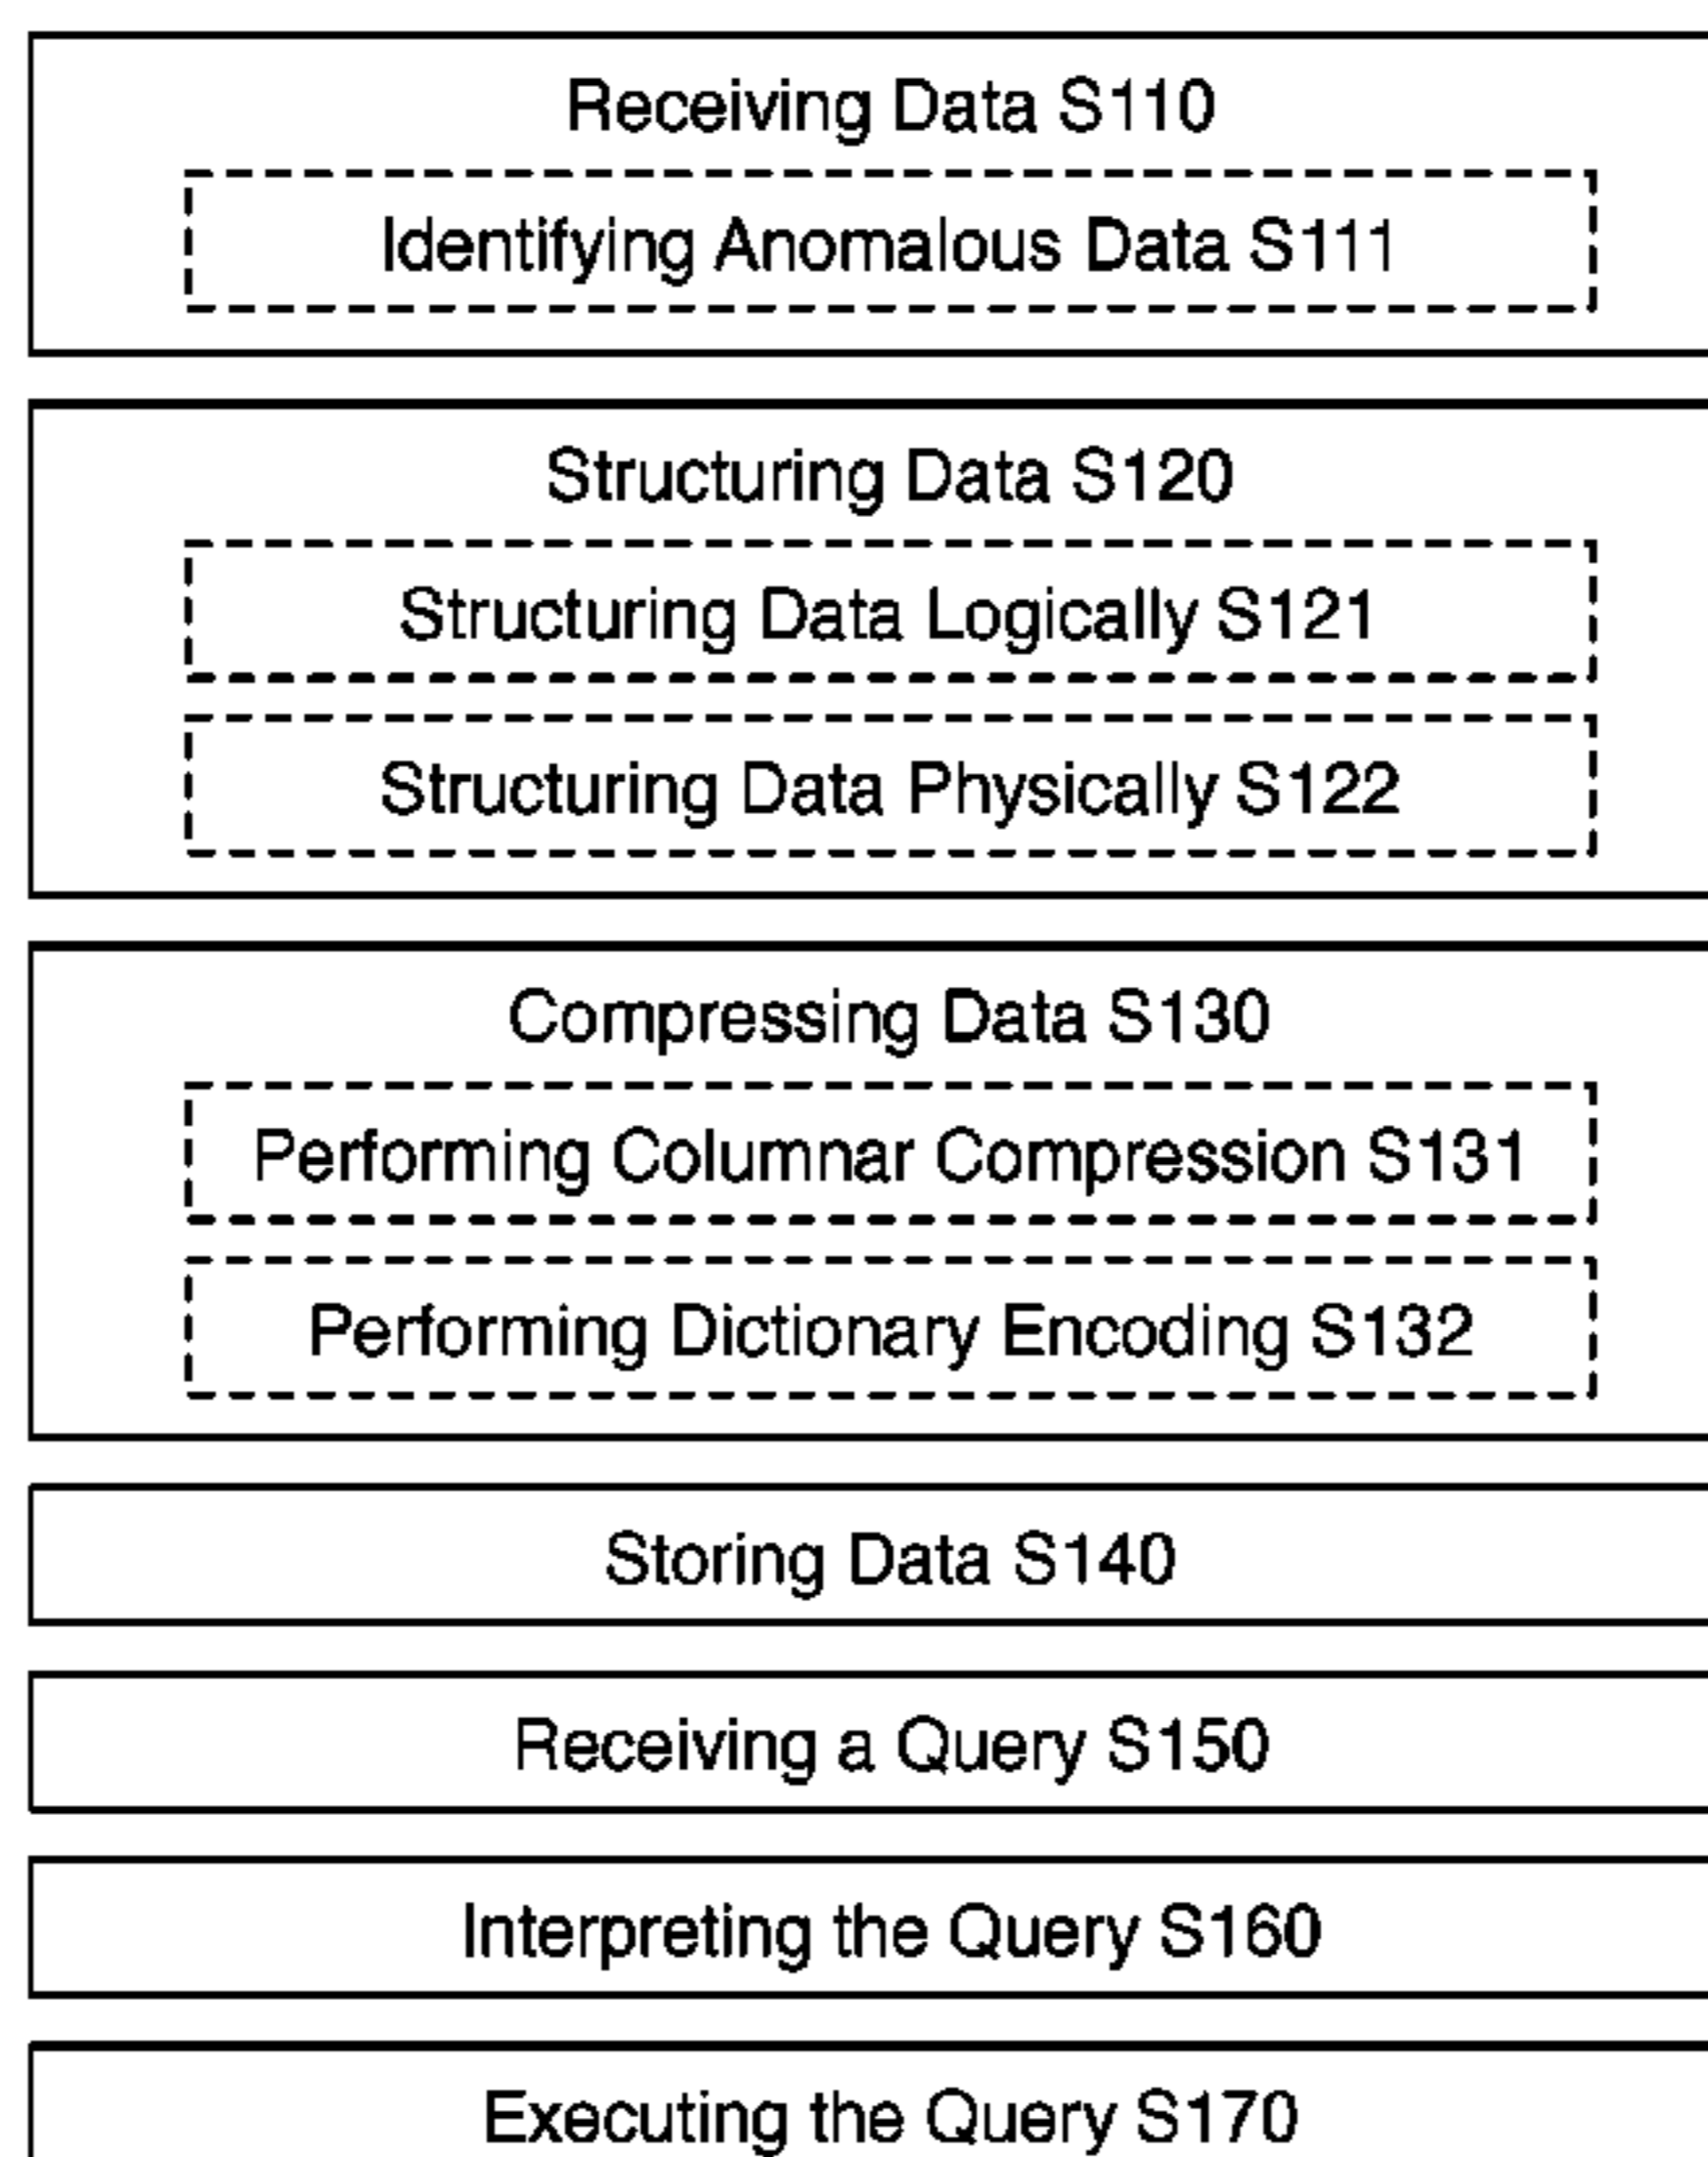 Receiving Data S110
Identifying Anomalous Data S111
Structuring Data S120
Structuring Data Logically S121
Structuring Data Physically S122
Compressing Data S130
Performing Columnar Compression S131
Performing Dictionary Encoding S132
Storing Data S140
Receiving a Query S150
Interpreting the Query S160
Executing the Query S170